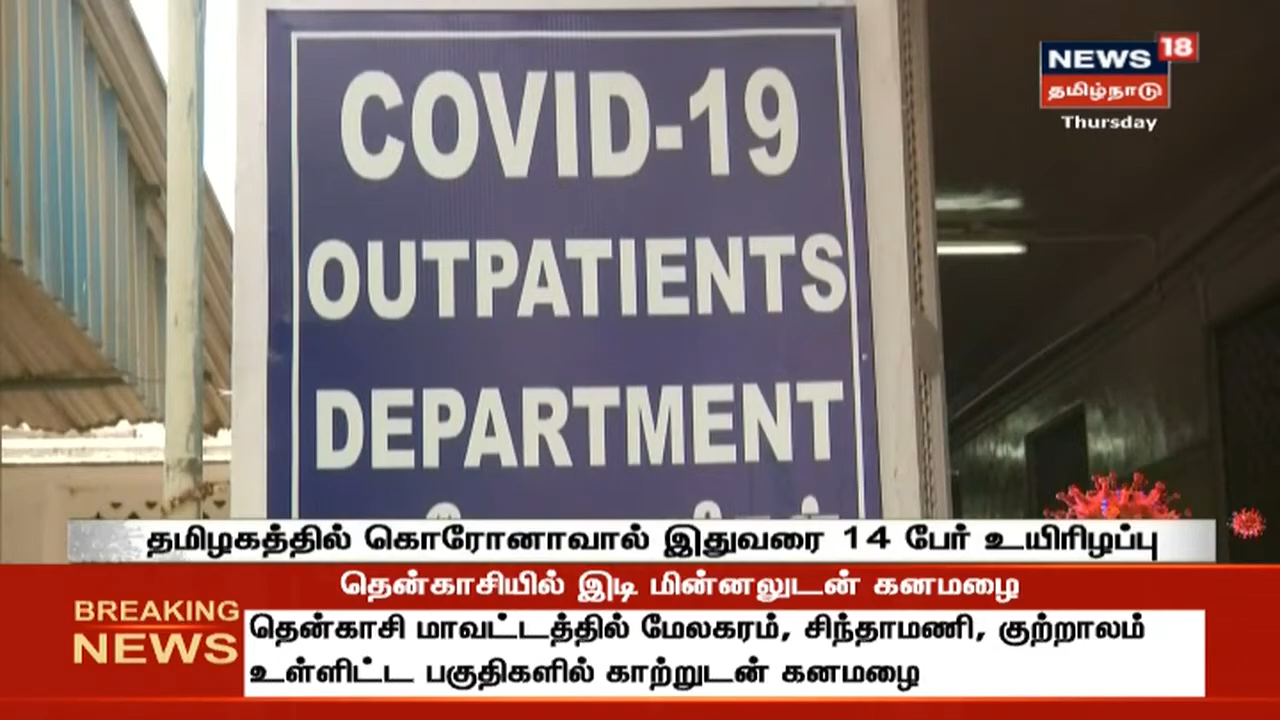 COVID-19
OUTPATIENTS
DEPARTMENT
NEWS 18
தமிழ்நாடு
Thursday
தமிழகத்தில் கொரோனாவால் இதுவரை 14 பேர் உயிரிழப்பு
தென்காசியில் இடி மின்னலுடன் கனமழை
BREAKING
NEWS
தென்காசி மாவட்டத்தில் மேலகரம், சிந்தாமணி, குற்றாலம்
உள்ளிட்ட பகுதிகளில் காற்றுடன் கனமழை